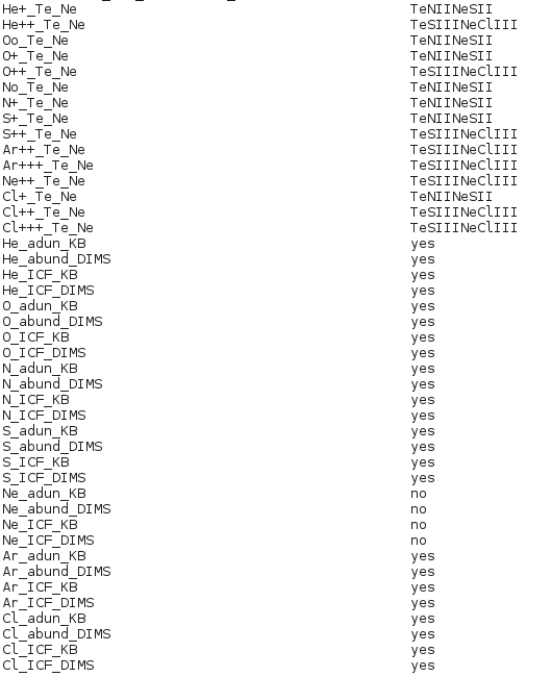 He+_Te_Ne TeNIINeSII
He++_Te_Ne TeSIIINeClIII
Oo_Te_Ne TeNIINeSII
O+_Te_Ne TeNIINeSII
O++_Te_Ne TeSIIINeClIII
No_Te_Ne TeNIINeSII
N+_Te_Ne TeNIINeSII
S+_Te_Ne TeNIINeSII
S++_Te_Ne TeSIIINeClIII
Ar++_Te_Ne TeSIIINeClIII
Ar+++_Te_Ne TeSIIINeClIII
Ne++_Te_Ne TeSIIINeClIII
Cl+_Te_Ne TeNIINeSII
Cl++_Te_Ne TeSIIINeClIII
Cl+++_Te_Ne TeSIIINeClIII
He_adun_KB yes
He_abund_DIMS yes
He_ICF_KB yes
He_ICF_DIMS yes
O_adun_KB yes
O_abund_DIMS yes
O_ICF_KB yes
O_ICF_DIMS yes
N_adun_KB yes
N_abund_DIMS yes
N_ICF_KB yes
N_ICF_DIMS yes
S_adun_KB yes
S_abund_DIMS yes
S_ICF_KB yes
S_ICF_DIMS yes
Ne_adun_KB no
Ne_abund_DIMS no
Ne_ICF_KB no
Ne_ICF_DIMS no
Ar_adun_KB yes
Ar_abund_DIMS yes
Ar_ICF_KB yes
Ar_ICF_DIMS yes
Cl_adun_KB yes
Cl_abund_DIMS yes
Cl_ICF_KB yes
Cl_ICF_DIMS yes